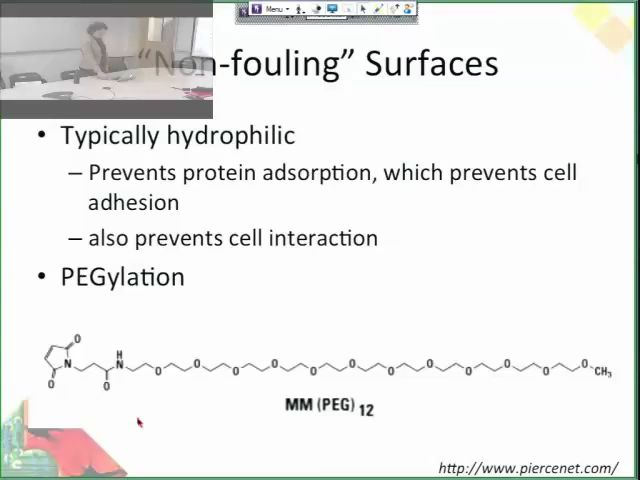 Menu
“Non-fouling” Surfaces
• Typically hydrophilic
– Prevents protein adsorption, which prevents cell
adhesion
– also prevents cell interaction
• PEGylation
O
N
O
O
H
N
O O O O O O O O O O O O
CH3
MM(PEG)12
http://www.piercenet.com/